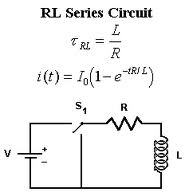 RL Series Circuit
τRL = L/R
i(t) = I0(1-e^-tR/L)
S1
R
V
+
-
L